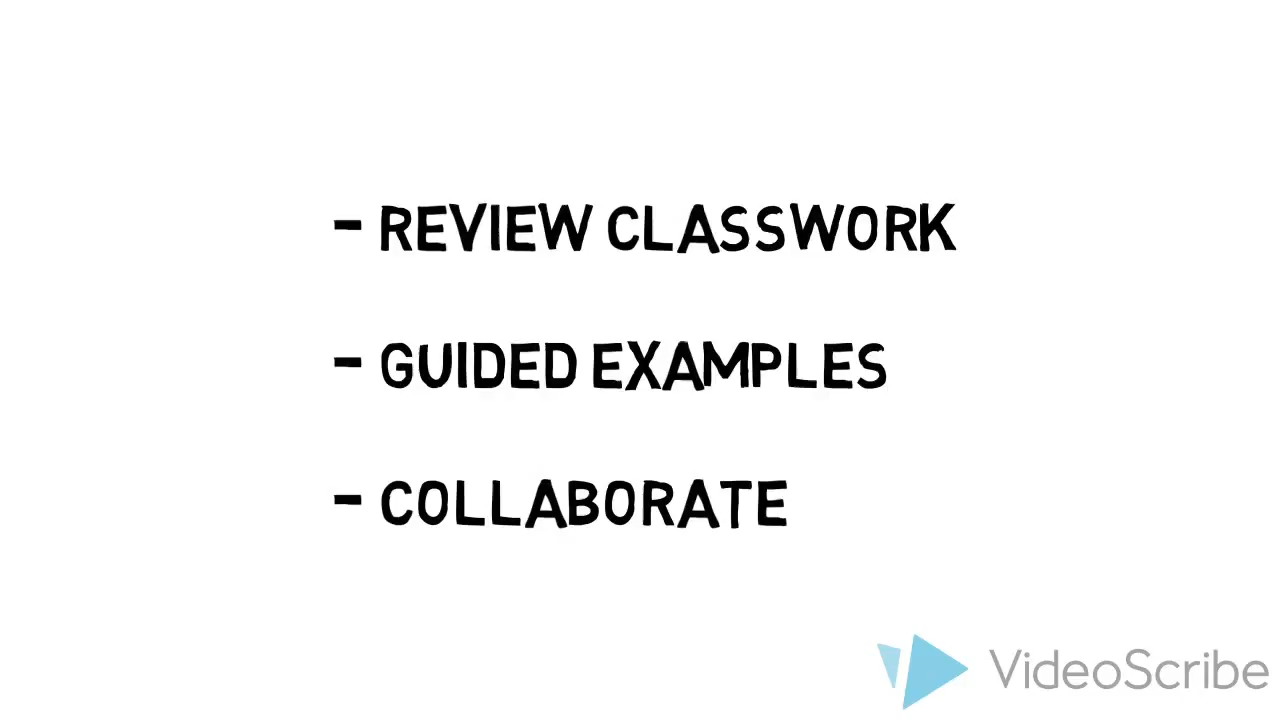 - REVIEW CLASSWORK
- GUIDED EXAMPLES
- COLLABORATE
VideoScribe